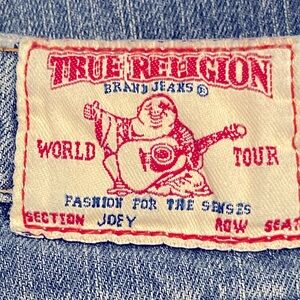 TRUE RELIGION
BRAND JEANS ®
WORLD TOUR
FASHION FOR THE SENSES
SECTION JOEY ROW SEAT